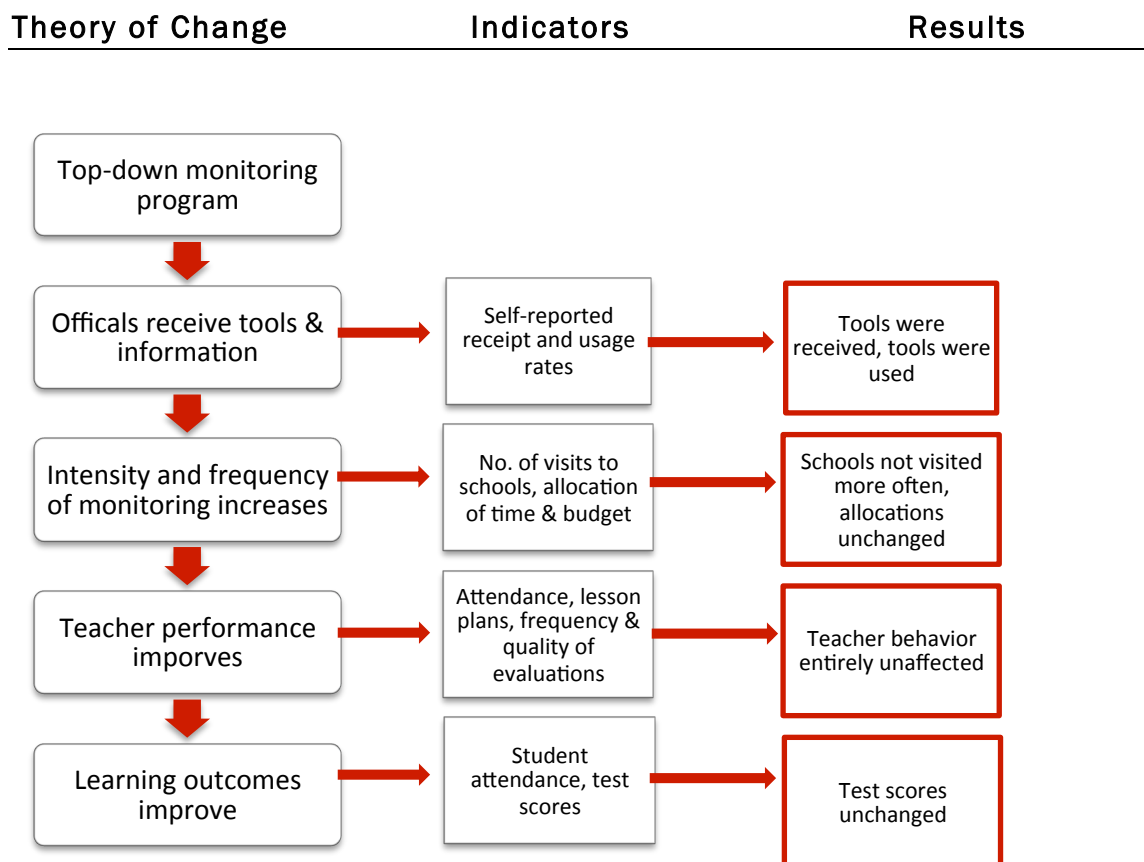 Theory of Change
Indicators
Results
Top-down monitoring
program
Officals receive tools &
information
Self-reported
receipt and usage
rates
Tools were
received, tools were
used
Intensity and frequency
of monitoring increases
No. of visits to
schools, allocation
of time & budget
Schools not visited
more often,
allocations
unchanged
Teacher performance
imporves
Attendance, lesson
plans, frequency &
quality of
evaluations
Teacher behavior
entirely unaffected
Learning outcomes
improve
Student
attendance, test
scores
Test scores
unchanged